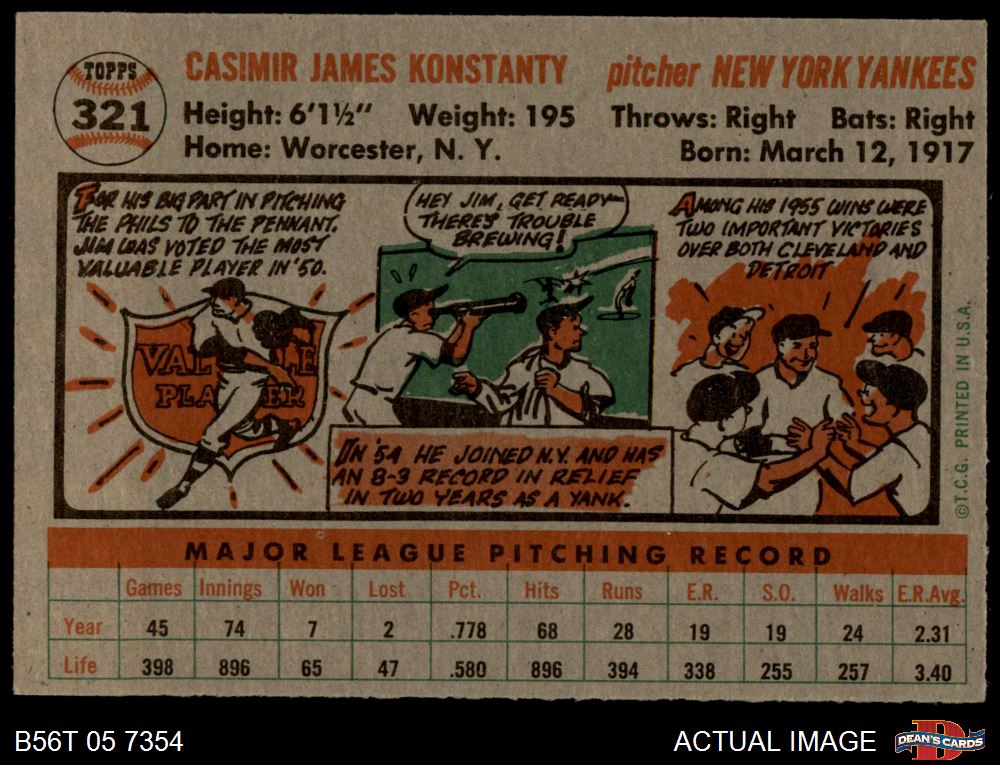 TOPPS
321
CASIMIR JAMES KONSTANTY
pitcher NEW YORK YANKEES
Height: 6'1½" Weight: 195 Throws: Right Bats: Right
Home: Worcester, N. Y. Born: March 12, 1917
FOR HIS BIG PART IN PITCHING
THE PHILS TO THE PENNANT,
JIM WAS VOTED THE MOST
VALUABLE PLAYER IN '50.
VAL LE
PLA ER
HEY JIM, GET READY—
THERE'S TROUBLE
BREWING!
IN '54 HE JOINED N.Y. AND HAS
AN 8-3 RECORD IN RELIEF
IN TWO YEARS AS A YANK.
AMONG HIS 1955 WINS WERE
TWO IMPORTANT VICTORIES
OVER BOTH CLEVELAND AND
DETROIT
©T.C.G. PRINTED IN U.S.A.
MAJOR LEAGUE PITCHING RECORD
Games Innings Won Lost Pct. Hits Runs E.R. S.O. Walks E.R.Avg.
Year 45 74 7 2 .778 68 28 19 19 24 2.31
Life 398 896 65 47 .580 896 394 338 255 257 3.40
B56T 05 7354
ACTUAL IMAGE
D
DEAN'S CARDS